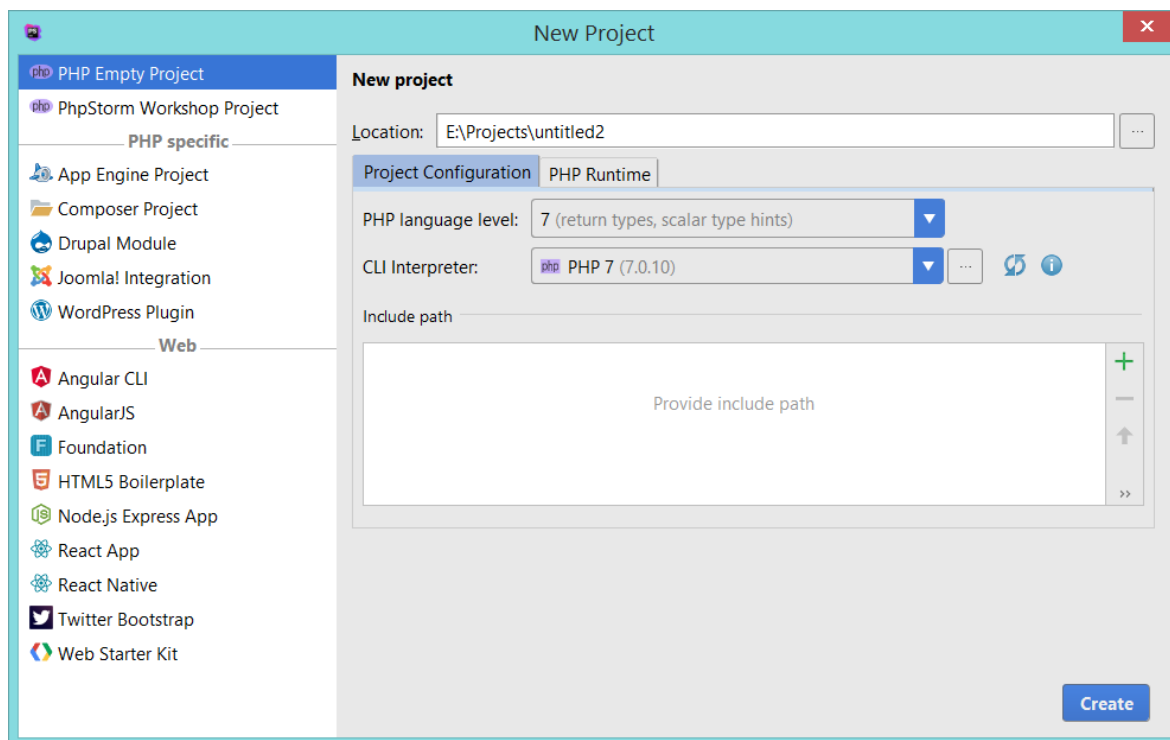 New Project
PHP Empty Project
PhpStorm Workshop Project
PHP specific
App Engine Project
Composer Project
Drupal Module
Joomla! Integration
WordPress Plugin
Web
Angular CLI
AngularJS
Foundation
HTML5 Boilerplate
Node.js Express App
React App
React Native
Twitter Bootstrap
Web Starter Kit
New project
Location: E:\Projects\untitled2 ...
Project Configuration PHP Runtime
PHP language level: 7 (return types, scalar type hints)
CLI Interpreter: php PHP 7 (7.0.10) ...
Include path
Provide include path
Create